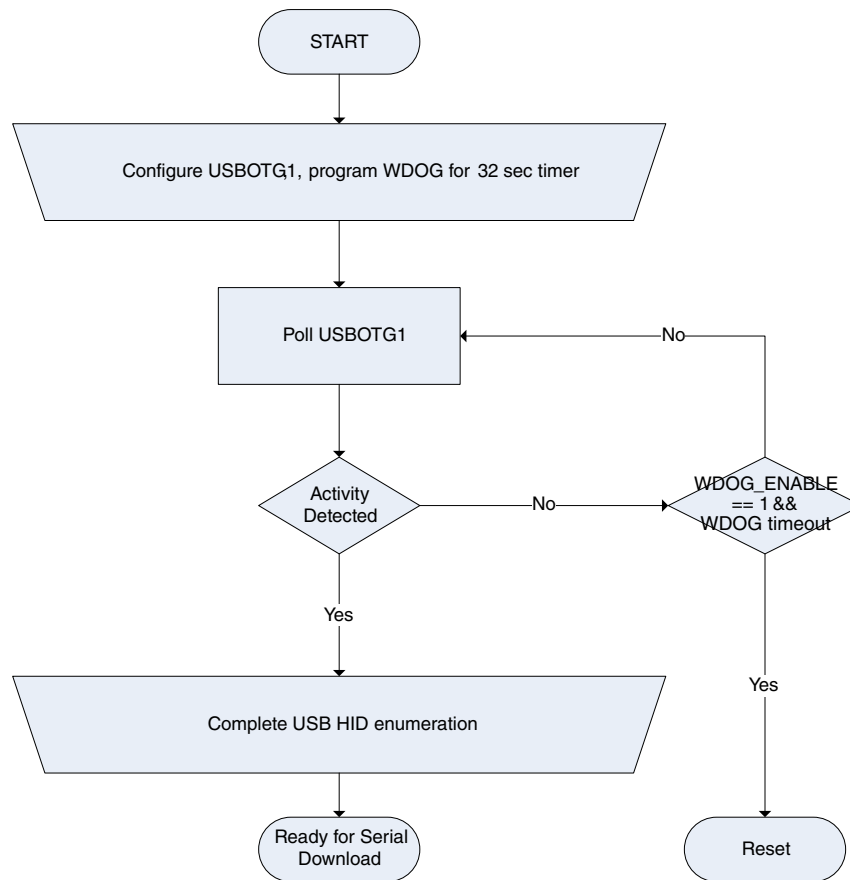 START
Configure USBOTG1, program WDOG for 32 sec timer
Poll USBOTG1
No
Activity
Detected
No
WDOG_ENABLE
== 1 &&
WDOG timeout
Yes
Yes
Complete USB HID enumeration
Ready for Serial
Download
Reset